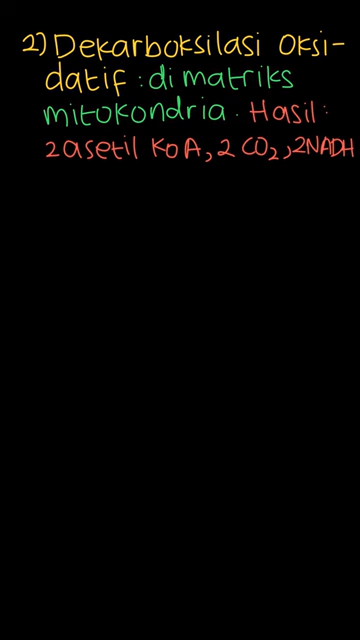 2) Dekarboksilasi oksi-
datif : di matriks
mitokondria. Hasil:
2 asetil KoA, 2 CO₂, 2NADH